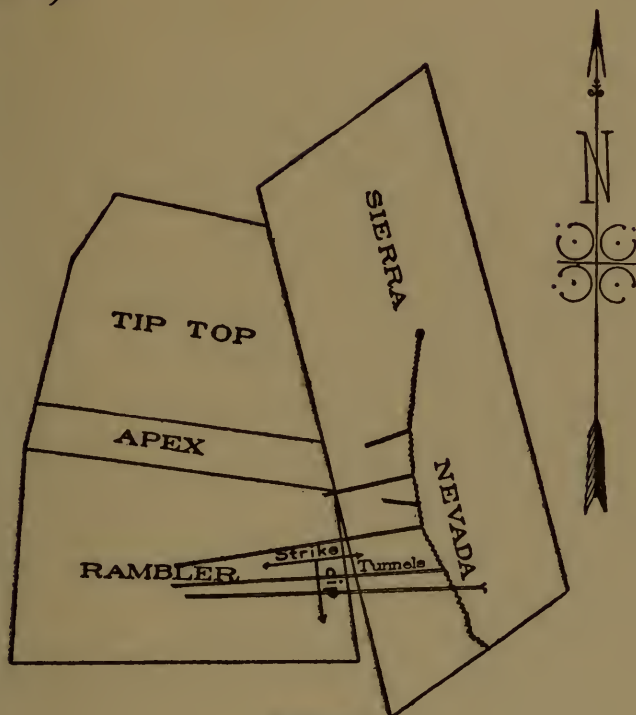 SIERRA
N
TIP TOP
APEX
NEVADA
Strike
RAMBLER
Tunnels
Dip